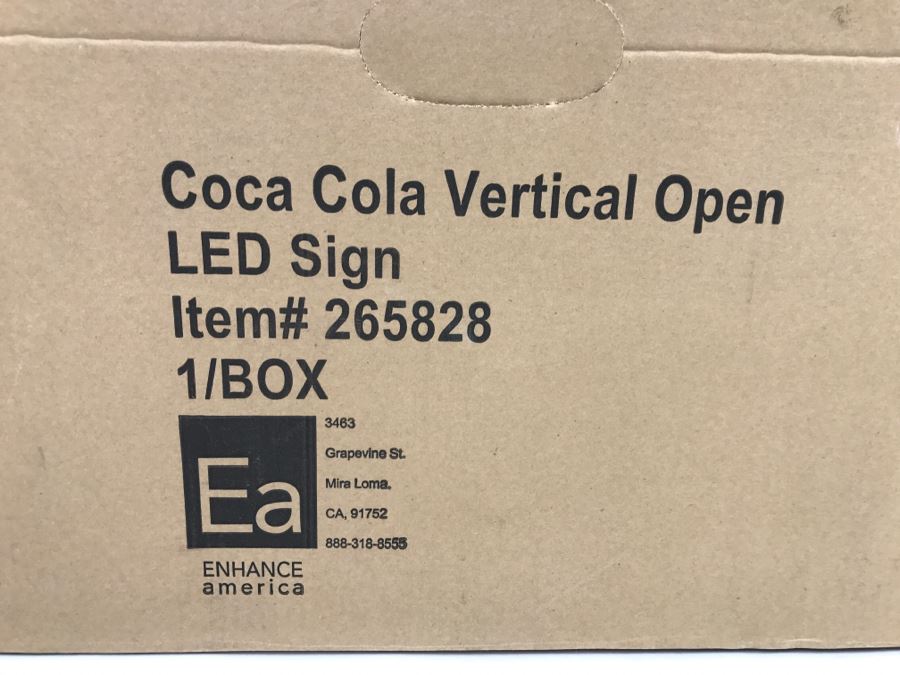 Coca Cola Vertical Open
LED Sign
Item# 265828
1/BOX
Ea
3463
Grapevine St.
Mira Loma,
CA, 91752
888-318-8555
ENHANCE
america